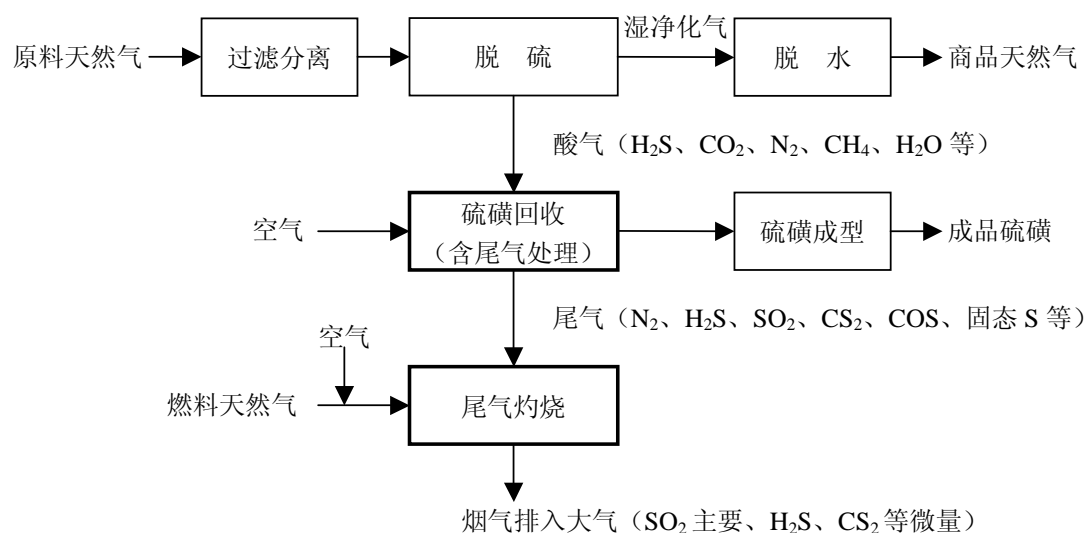 湿净化气
原料天然气
过滤分离
脱 硫
脱 水
商品天然气
酸气（H₂S、CO₂、N₂、CH₄、H₂O 等）
空气
硫磺回收
（含尾气处理）
硫磺成型
成品硫磺
尾气（N₂、H₂S、SO₂、CS₂、COS、固态 S 等）
空气
燃料天然气
尾气灼烧
烟气排入大气（SO₂ 主要、H₂S、CS₂ 等微量）